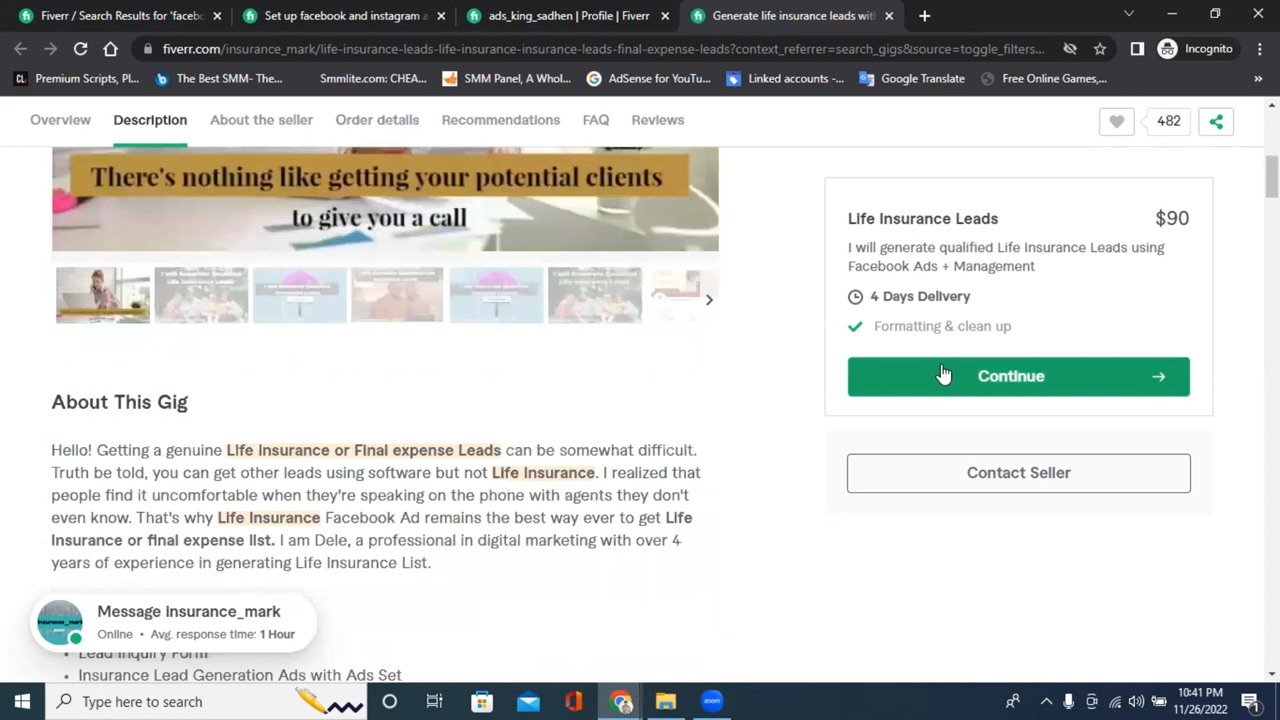 Fiverr / Search Results for 'faceb
Set up facebook and instagram a
ads_king_sadhen | Profile | Fiverr
Generate life insurance leads with
fiverr.com/insurance_mark/life-insurance-leads-life-insurance-insurance-leads-final-expense-leads?context_referrer=search_gigs&source=toggle_filters...
Incognito
Premium Scripts, Pl...
The Best SMM- The...
Smmlite.com: CHEA...
SMM Panel, A Whol...
AdSense for YouTu...
Linked accounts -...
Google Translate
Free Online Games,...
Overview
Description
About the seller
Order details
Recommendations
FAQ
Reviews
482
There's nothing like getting your potential clients
to give you a call
Life Insurance Leads
$90
I will generate qualified Life Insurance Leads using
Facebook Ads + Management
4 Days Delivery
Formatting & clean up
Continue
Contact Seller
About This Gig
Hello! Getting a genuine Life Insurance or Final expense Leads can be somewhat difficult.
Truth be told, you can get other leads using software but not Life Insurance. I realized that
people find it uncomfortable when they're speaking on the phone with agents they don't
even know. That's why Life Insurance Facebook Ad remains the best way ever to get Life
Insurance or final expense list. I am Dele, a professional in digital marketing with over 4
years of experience in generating Life Insurance List.
Message Insurance_mark
Online • Avg. response time: 1 Hour
Lead Inquiry Form
Insurance Lead Generation Ads with Ads Set
Type here to search
zoom
10:41 PM
11/26/2022